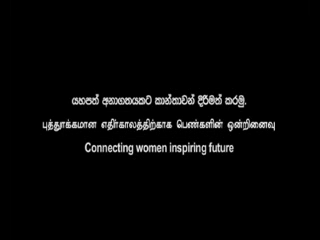 යහපත් අනාගතයකට කාන්තාවන් දිරිමත් කරමු.
புத்தூக்கமான எதிர்காலத்திற்காக பெண்களின் ஒன்றினைவு
Connecting women inspiring future